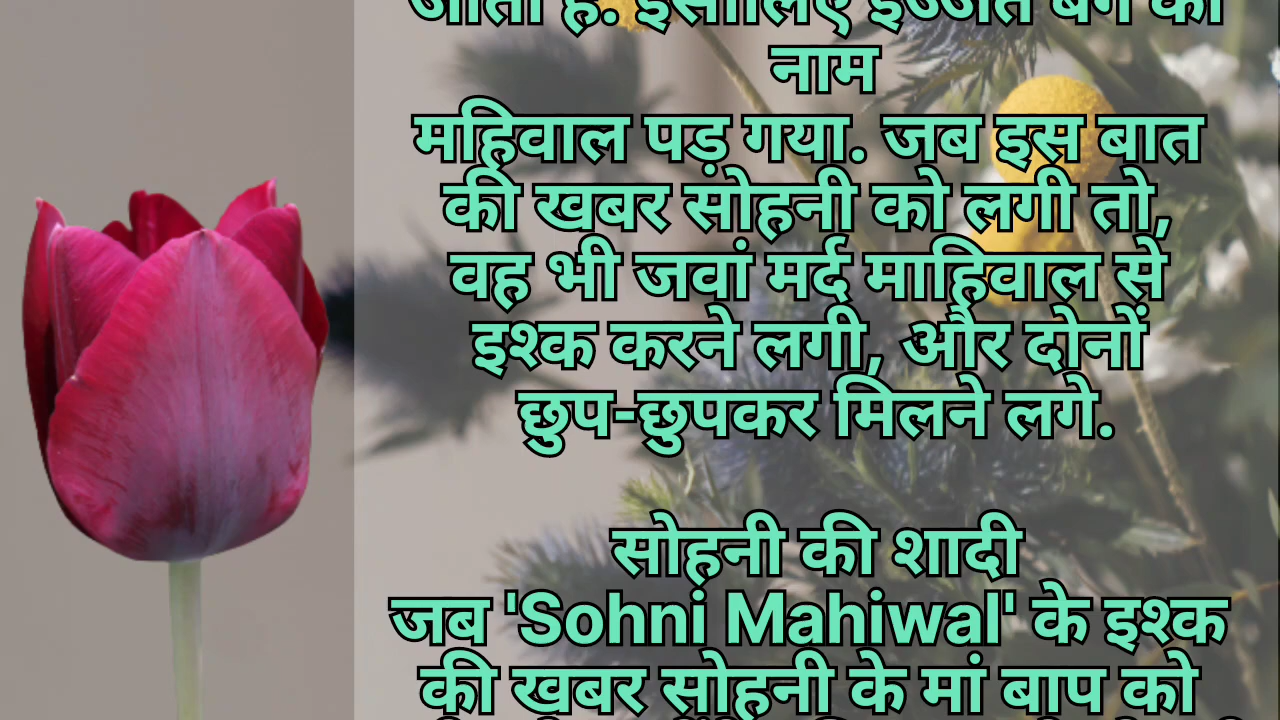 जाता है. इसीलिए इज्जत बेग का
नाम
महिवाल पड़ गया. जब इस बात
की खबर सोहनी को लगी तो,
वह भी जवां मर्द माहिवाल से
इश्क करने लगी, और दोनों
छुप-छुपकर मिलने लगे.
सोहनी की शादी
जब 'Sohni Mahiwal' के इश्क
की खबर सोहनी के मां बाप को